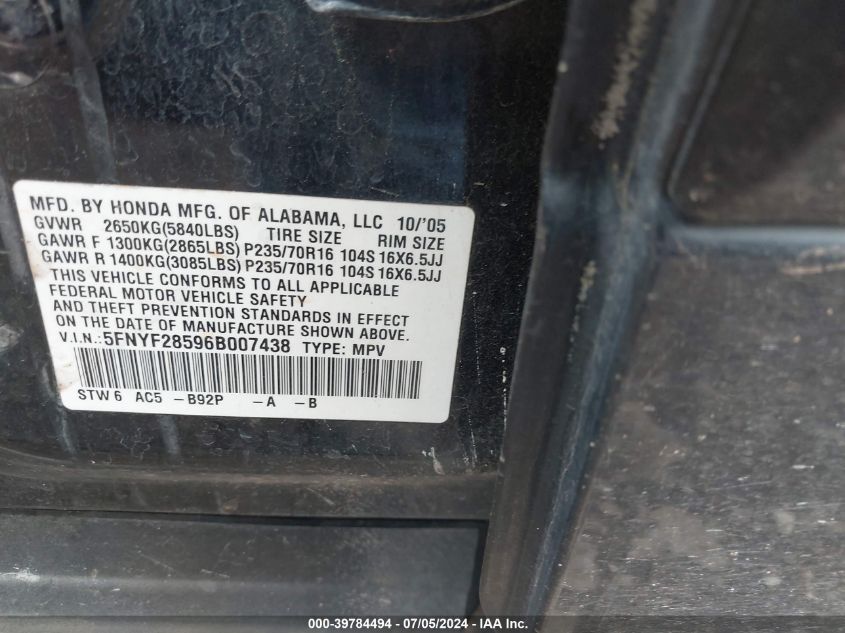 MFD. BY HONDA MFG. OF ALABAMA, LLC 10/'05
GVWR 2650KG(5840LBS) TIRE SIZE RIM SIZE
GAWR F 1300KG(2865LBS) P235/70R16 104S 16X6.5JJ
GAWR R 1400KG(3085LBS) P235/70R16 104S 16X6.5JJ
THIS VEHICLE CONFORMS TO ALL APPLICABLE
FEDERAL MOTOR VEHICLE SAFETY
AND THEFT PREVENTION STANDARDS IN EFFECT
ON THE DATE OF MANUFACTURE SHOWN ABOVE.
V.I.N.: 5FNYF28596B007438 TYPE: MPV
STW 6 AC5 –B92P –A –B
000-39784494 - 07/05/2024 - IAA Inc.